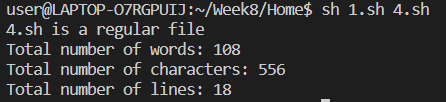 user@LAPTOP-O7RGPUIJ:~/Week8/Home$ sh 1.sh 4.sh
4.sh is a regular file
Total number of words: 108
Total number of characters: 556
Total number of lines: 18